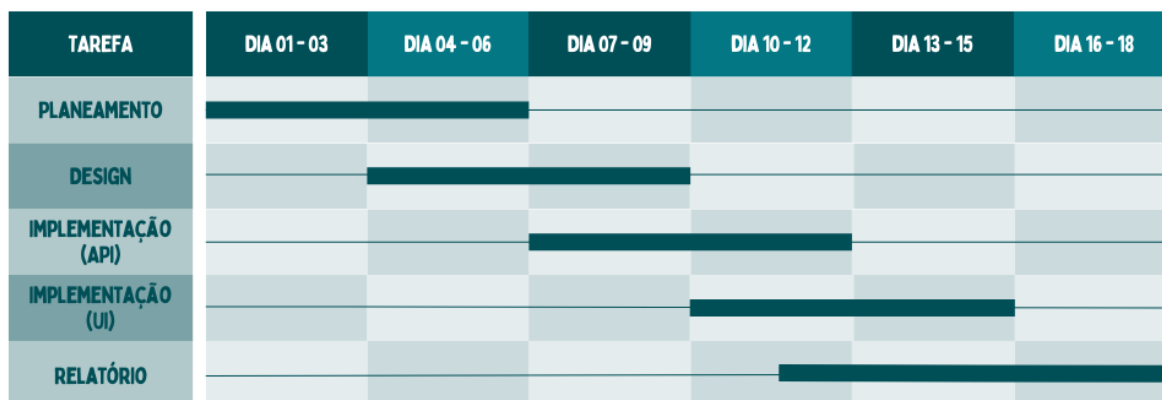 TAREFA DIA 01 - 03 DIA 04 - 06 DIA 07 - 09 DIA 10 - 12 DIA 13 - 15 DIA 16 - 18
PLANEAMENTO
DESIGN
IMPLEMENTAÇÃO
(API)
IMPLEMENTAÇÃO
(UI)
RELATÓRIO